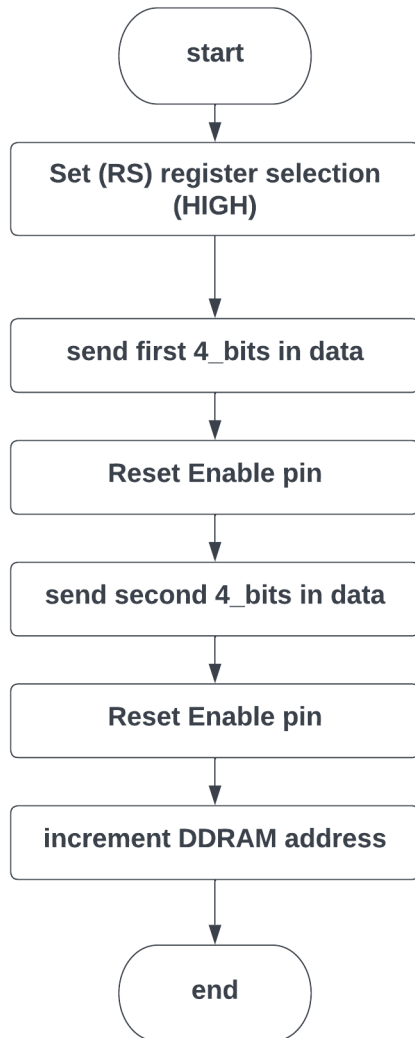 start
Set (RS) register selection
(HIGH)
send first 4_bits in data
Reset Enable pin
send second 4_bits in data
Reset Enable pin
increment DDRAM address
end